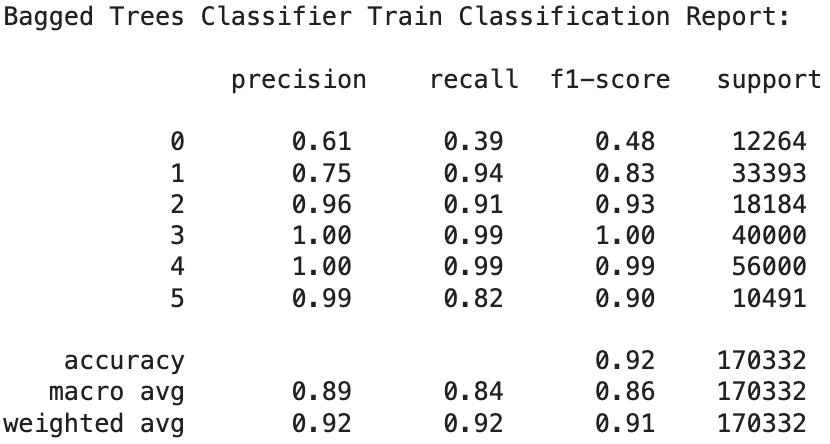 Bagged Trees Classifier Train Classification Report:
precision recall f1-score support
0 0.61 0.39 0.48 12264
1 0.75 0.94 0.83 33393
2 0.96 0.91 0.93 18184
3 1.00 0.99 1.00 40000
4 1.00 0.99 0.99 56000
5 0.99 0.82 0.90 10491
accuracy 0.92 170332
macro avg 0.89 0.84 0.86 170332
weighted avg 0.92 0.92 0.91 170332